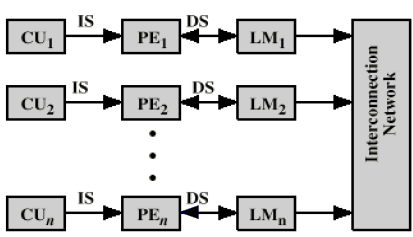 IS DS
CU1 PE1 LM1
IS DS
CU2 PE2 LM2
IS DS
CUn PEn LMn
Interconnection
Network